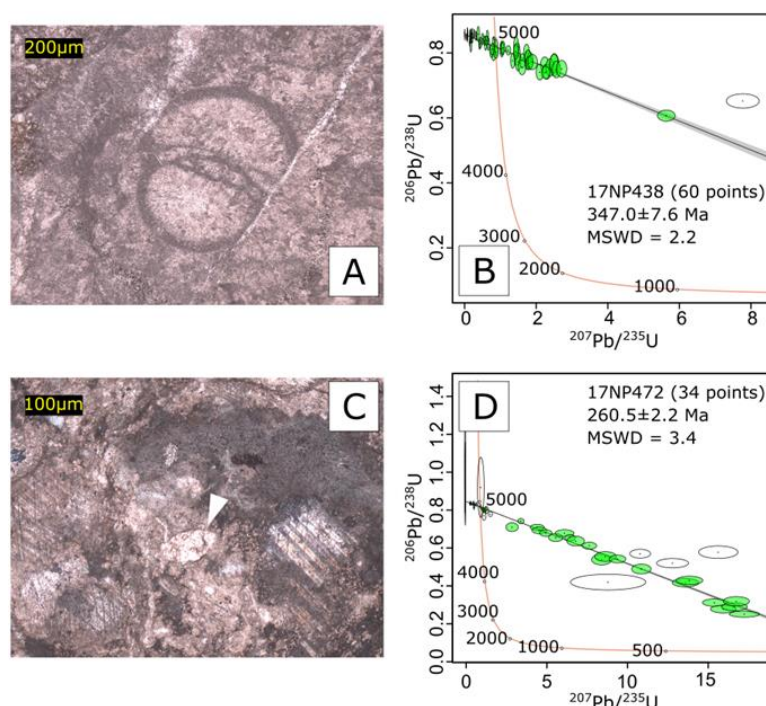 200µm
A
B
0.8
0.6
0.4
0.2
5000
4000
3000
2000
1000
17NP438 (60 points)
347.0±7.6 Ma
MSWD = 2.2
0 2 4 6 8
²⁰⁶Pb/²³⁸U
²⁰⁷Pb/²³⁵U
100µm
C
D
1.4
1.2
1.0
0.8
0.6
0.4
0.2
0.0
5000
4000
3000
2000
1000
500
17NP472 (34 points)
260.5±2.2 Ma
MSWD = 3.4
0 5 10 15
²⁰⁶Pb/²³⁸U
²⁰⁷Pb/²³⁵U